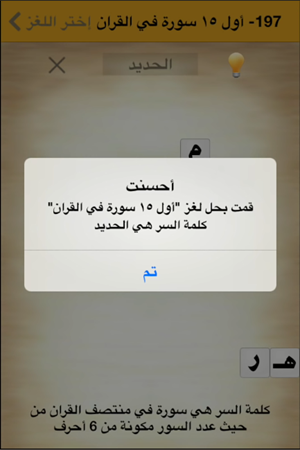 197- أول ١٥ سورة في القران إختر اللغز
الحديد
م
أحسنت
قمت بحل لغز "أول ١٥ سورة في القران"
كلمة السر هي الحديد
تم
هـ ر
كلمة السر هي سورة في منتصف القران من
حيث عدد السور مكونة من 6 أحرف